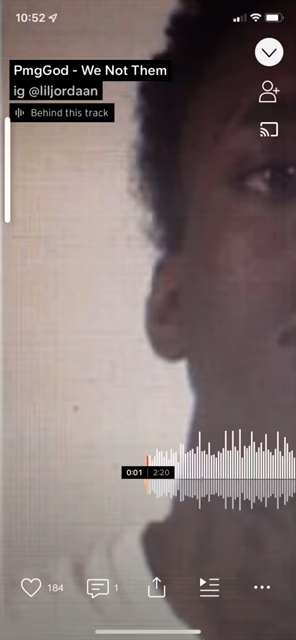 10:52
PmgGod - We Not Them
ig @liljordaan
Behind this track
0:01 | 2:20
184
1